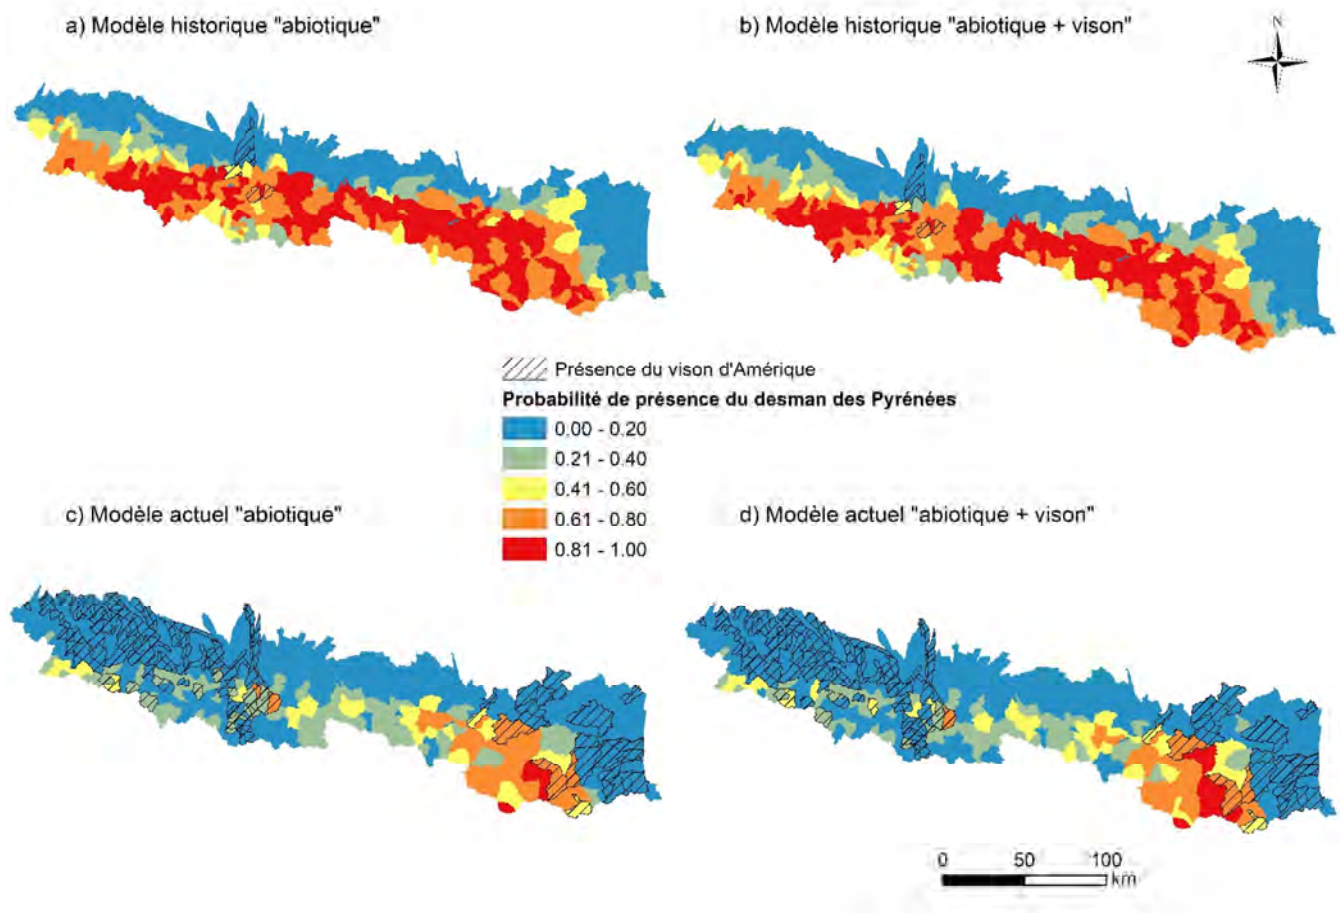 a) Modèle historique "abiotique"
b) Modèle historique "abiotique + vison"
N
Présence du vison d'Amérique
Probabilité de présence du desman des Pyrénées
0.00 - 0.20
0.21 - 0.40
0.41 - 0.60
0.61 - 0.80
0.81 - 1.00
c) Modèle actuel "abiotique"
d) Modèle actuel "abiotique + vison"
0 50 100
km